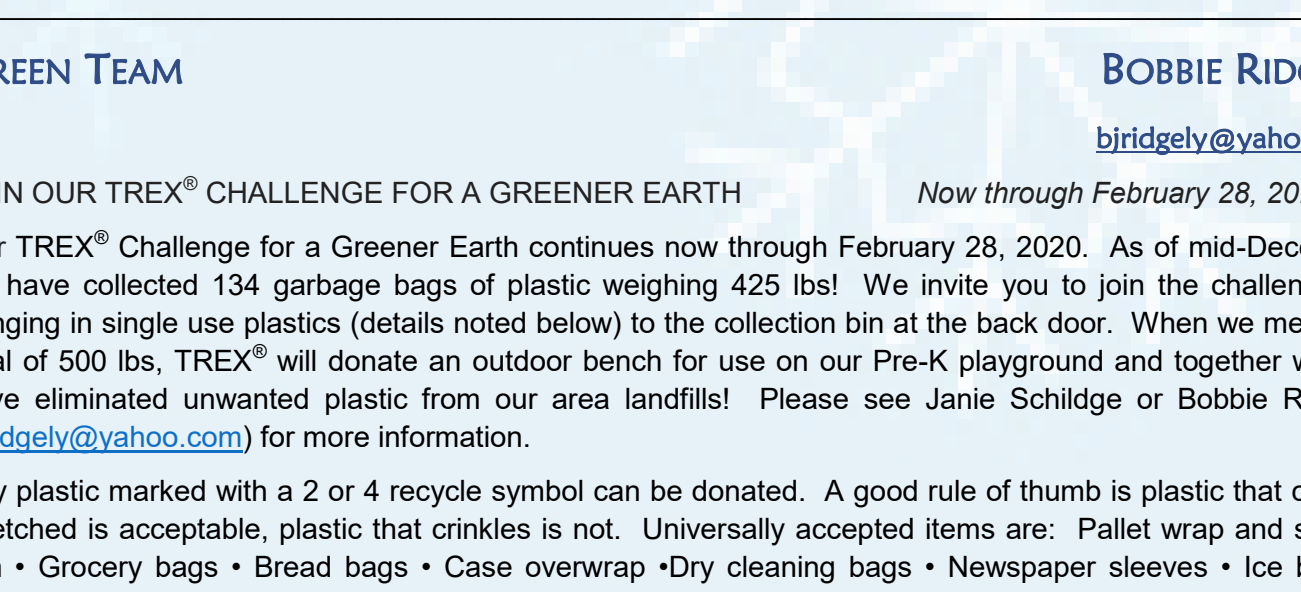 REEN TEAM BOBBIE RIDG
bjridgely@yaho
IN OUR TREX® CHALLENGE FOR A GREENER EARTH Now through February 28, 20
r TREX® Challenge for a Greener Earth continues now through February 28, 2020. As of mid-Dece
have collected 134 garbage bags of plastic weighing 425 lbs! We invite you to join the challen
nging in single use plastics (details noted below) to the collection bin at the back door. When we me
al of 500 lbs, TREX® will donate an outdoor bench for use on our Pre-K playground and together w
ve eliminated unwanted plastic from our area landfills! Please see Janie Schildge or Bobbie R
dgely@yahoo.com) for more information.
y plastic marked with a 2 or 4 recycle symbol can be donated. A good rule of thumb is plastic that c
etched is acceptable, plastic that crinkles is not. Universally accepted items are: Pallet wrap and s
• Grocery bags • Bread bags • Case overwrap •Dry cleaning bags • Newspaper sleeves • Ice b